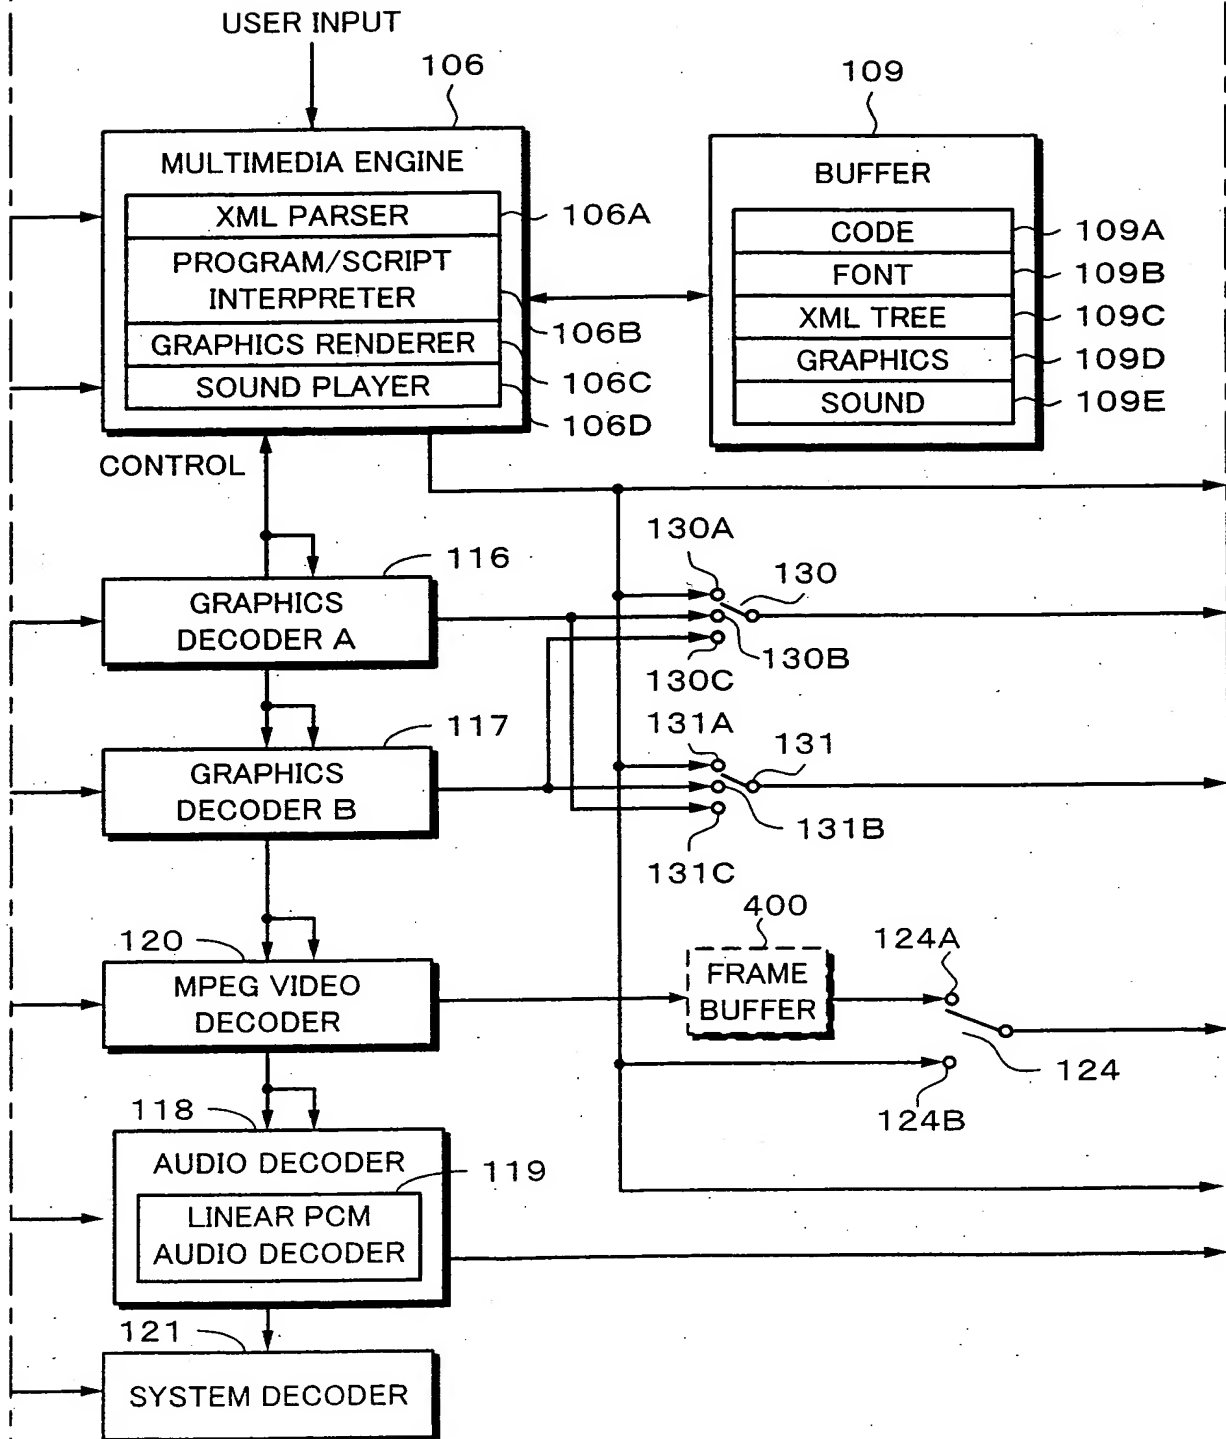 USER INPUT
106
109
MULTIMEDIA ENGINE
BUFFER
XML PARSER
106A
PROGRAM/SCRIPT
INTERPRETER
106B
GRAPHICS RENDERER
106C
SOUND PLAYER
106D
CODE
109A
FONT
109B
XML TREE
109C
GRAPHICS
109D
SOUND
109E
CONTROL
130A
130
130B
130C
116
GRAPHICS
DECODER A
117
GRAPHICS
DECODER B
131A
131
131B
131C
400
FRAME
BUFFER
124A
124
124B
120
MPEG VIDEO
DECODER
118
AUDIO DECODER
119
LINEAR PCM
AUDIO DECODER
121
SYSTEM DECODER